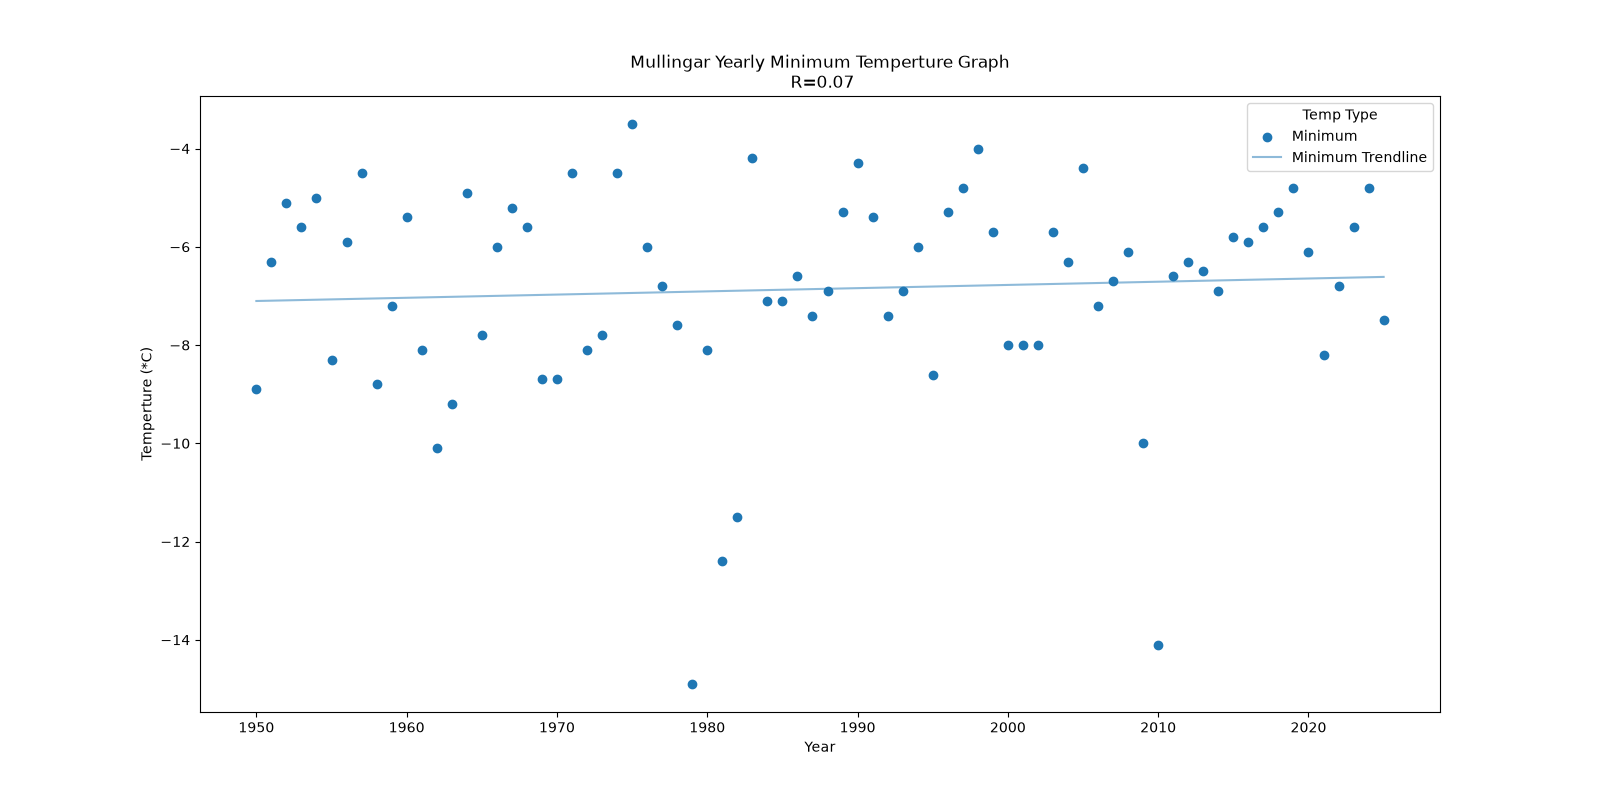 Mullingar Yearly Minimum Temperture Graph
R=0.07
Temp Type
Minimum
Minimum Trendline
Temperture (*C)
−4
−6
−8
−10
−12
−14
1950 1960 1970 1980 1990 2000 2010 2020
Year